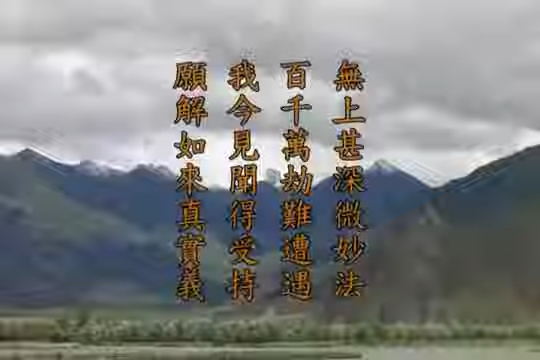 無上甚深微妙法
百千萬劫難遭遇
我今見聞得受持
願解如來真實義